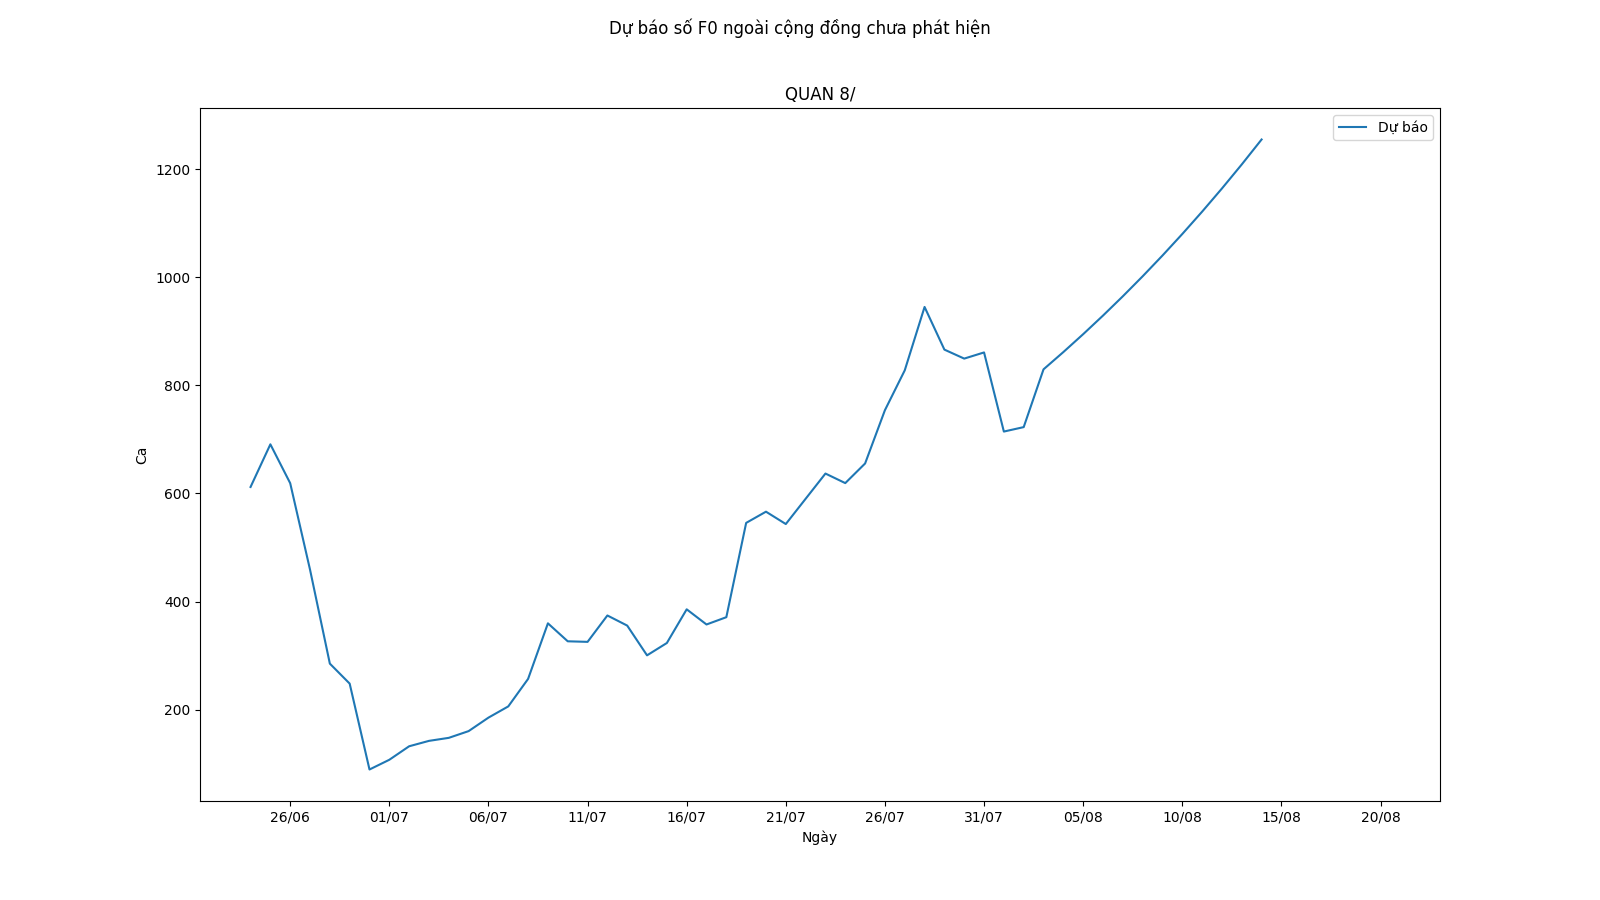 Dự báo số F0 ngoài cộng đồng chưa phát hiện
QUAN 8/
Dự báo
1200
1000
800
600
400
200
Ca
26/06 01/07 06/07 11/07 16/07 21/07 26/07 31/07 05/08 10/08 15/08 20/08
Ngày